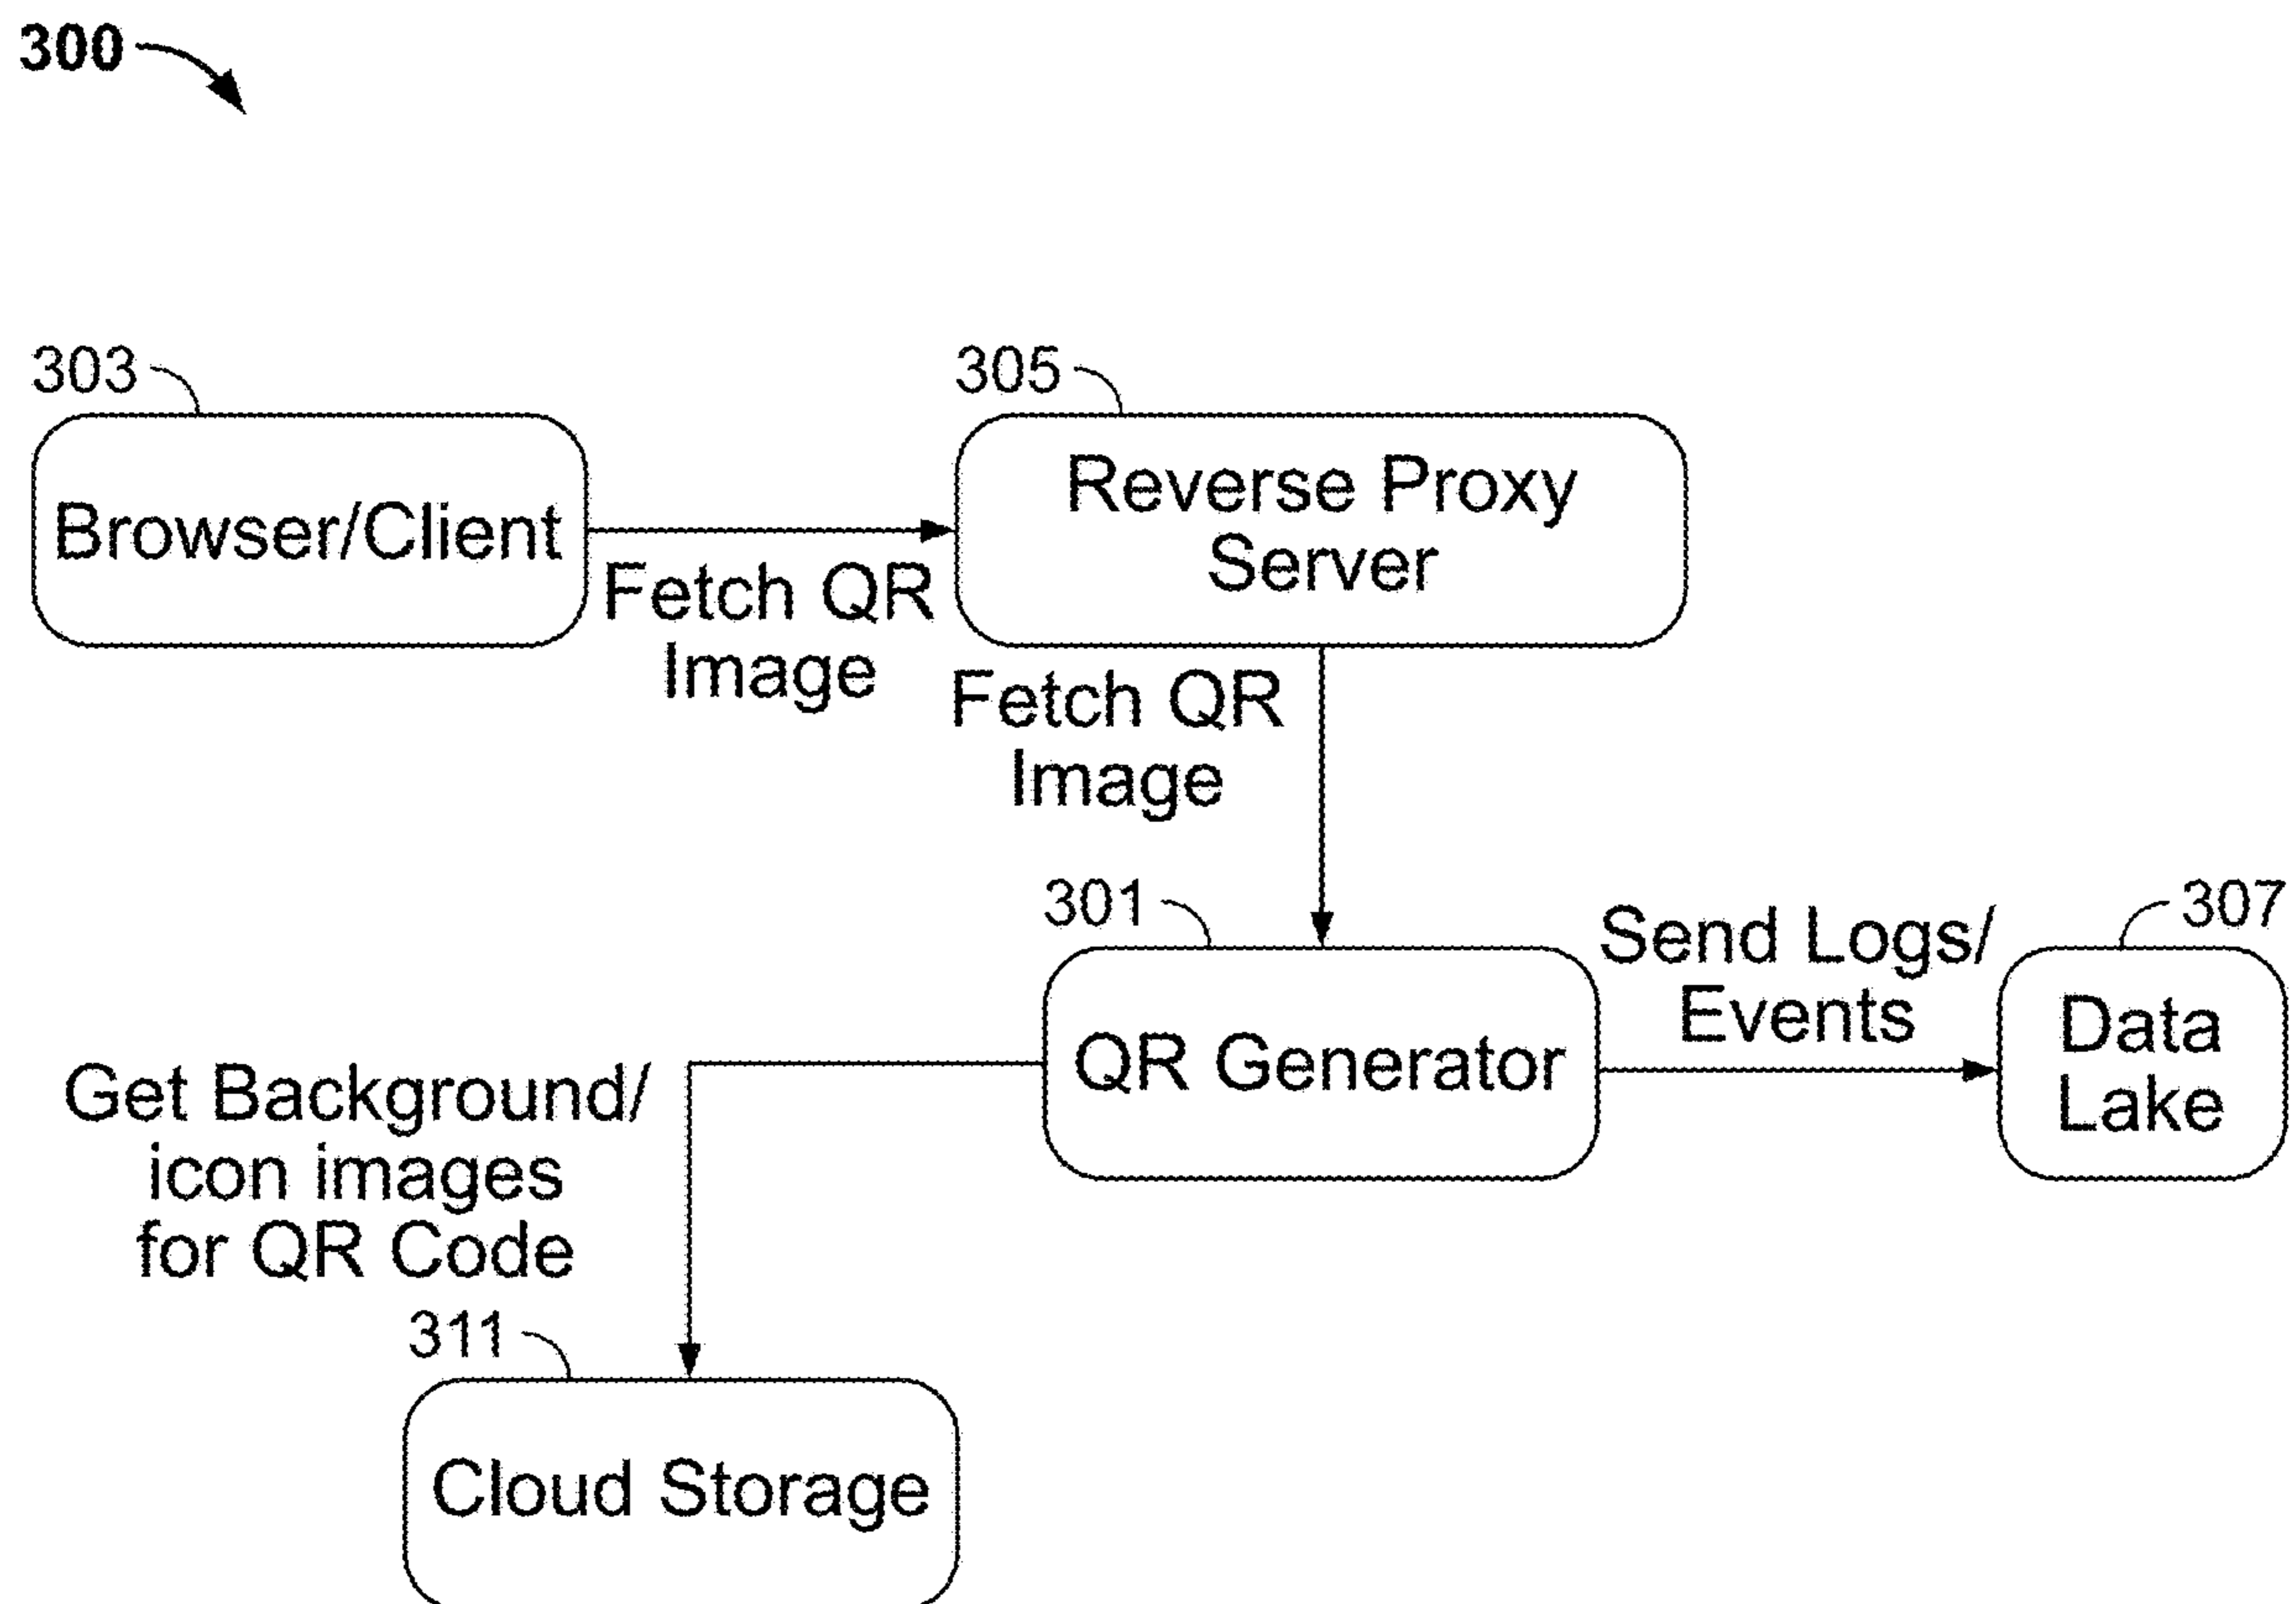 300
303
Browser/Client
Fetch QR
Image
305
Reverse Proxy
Server
Fetch QR
Image
301
QR Generator
Send Logs/
Events
307
Data
Lake
Get Background/
icon images
for QR Code
311
Cloud Storage